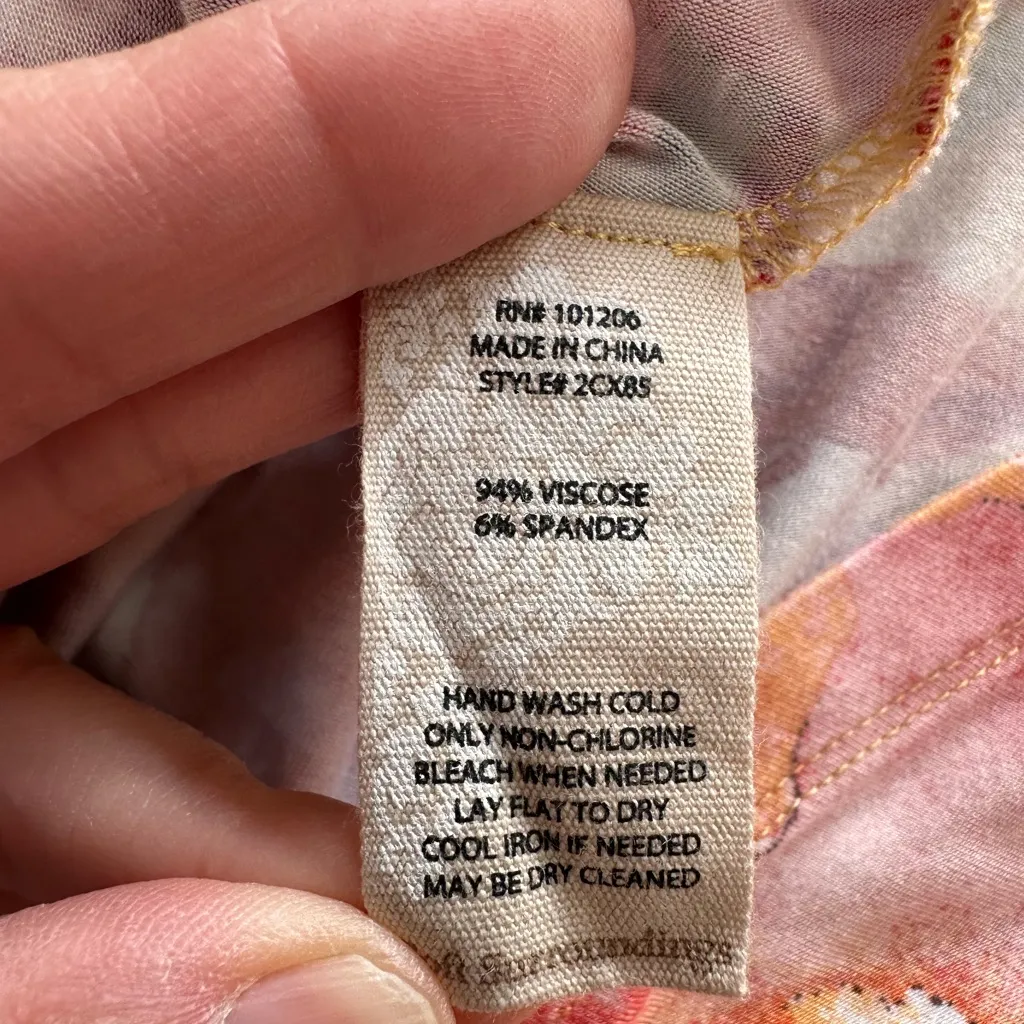 RN# 101206
MADE IN CHINA
STYLE# 2CX85
94% VISCOSE
6% SPANDEX
HAND WASH COLD
ONLY NON-CHLORINE
BLEACH WHEN NEEDED
LAY FLAT TO DRY
COOL IRON IF NEEDED
MAY BE DRY CLEANED